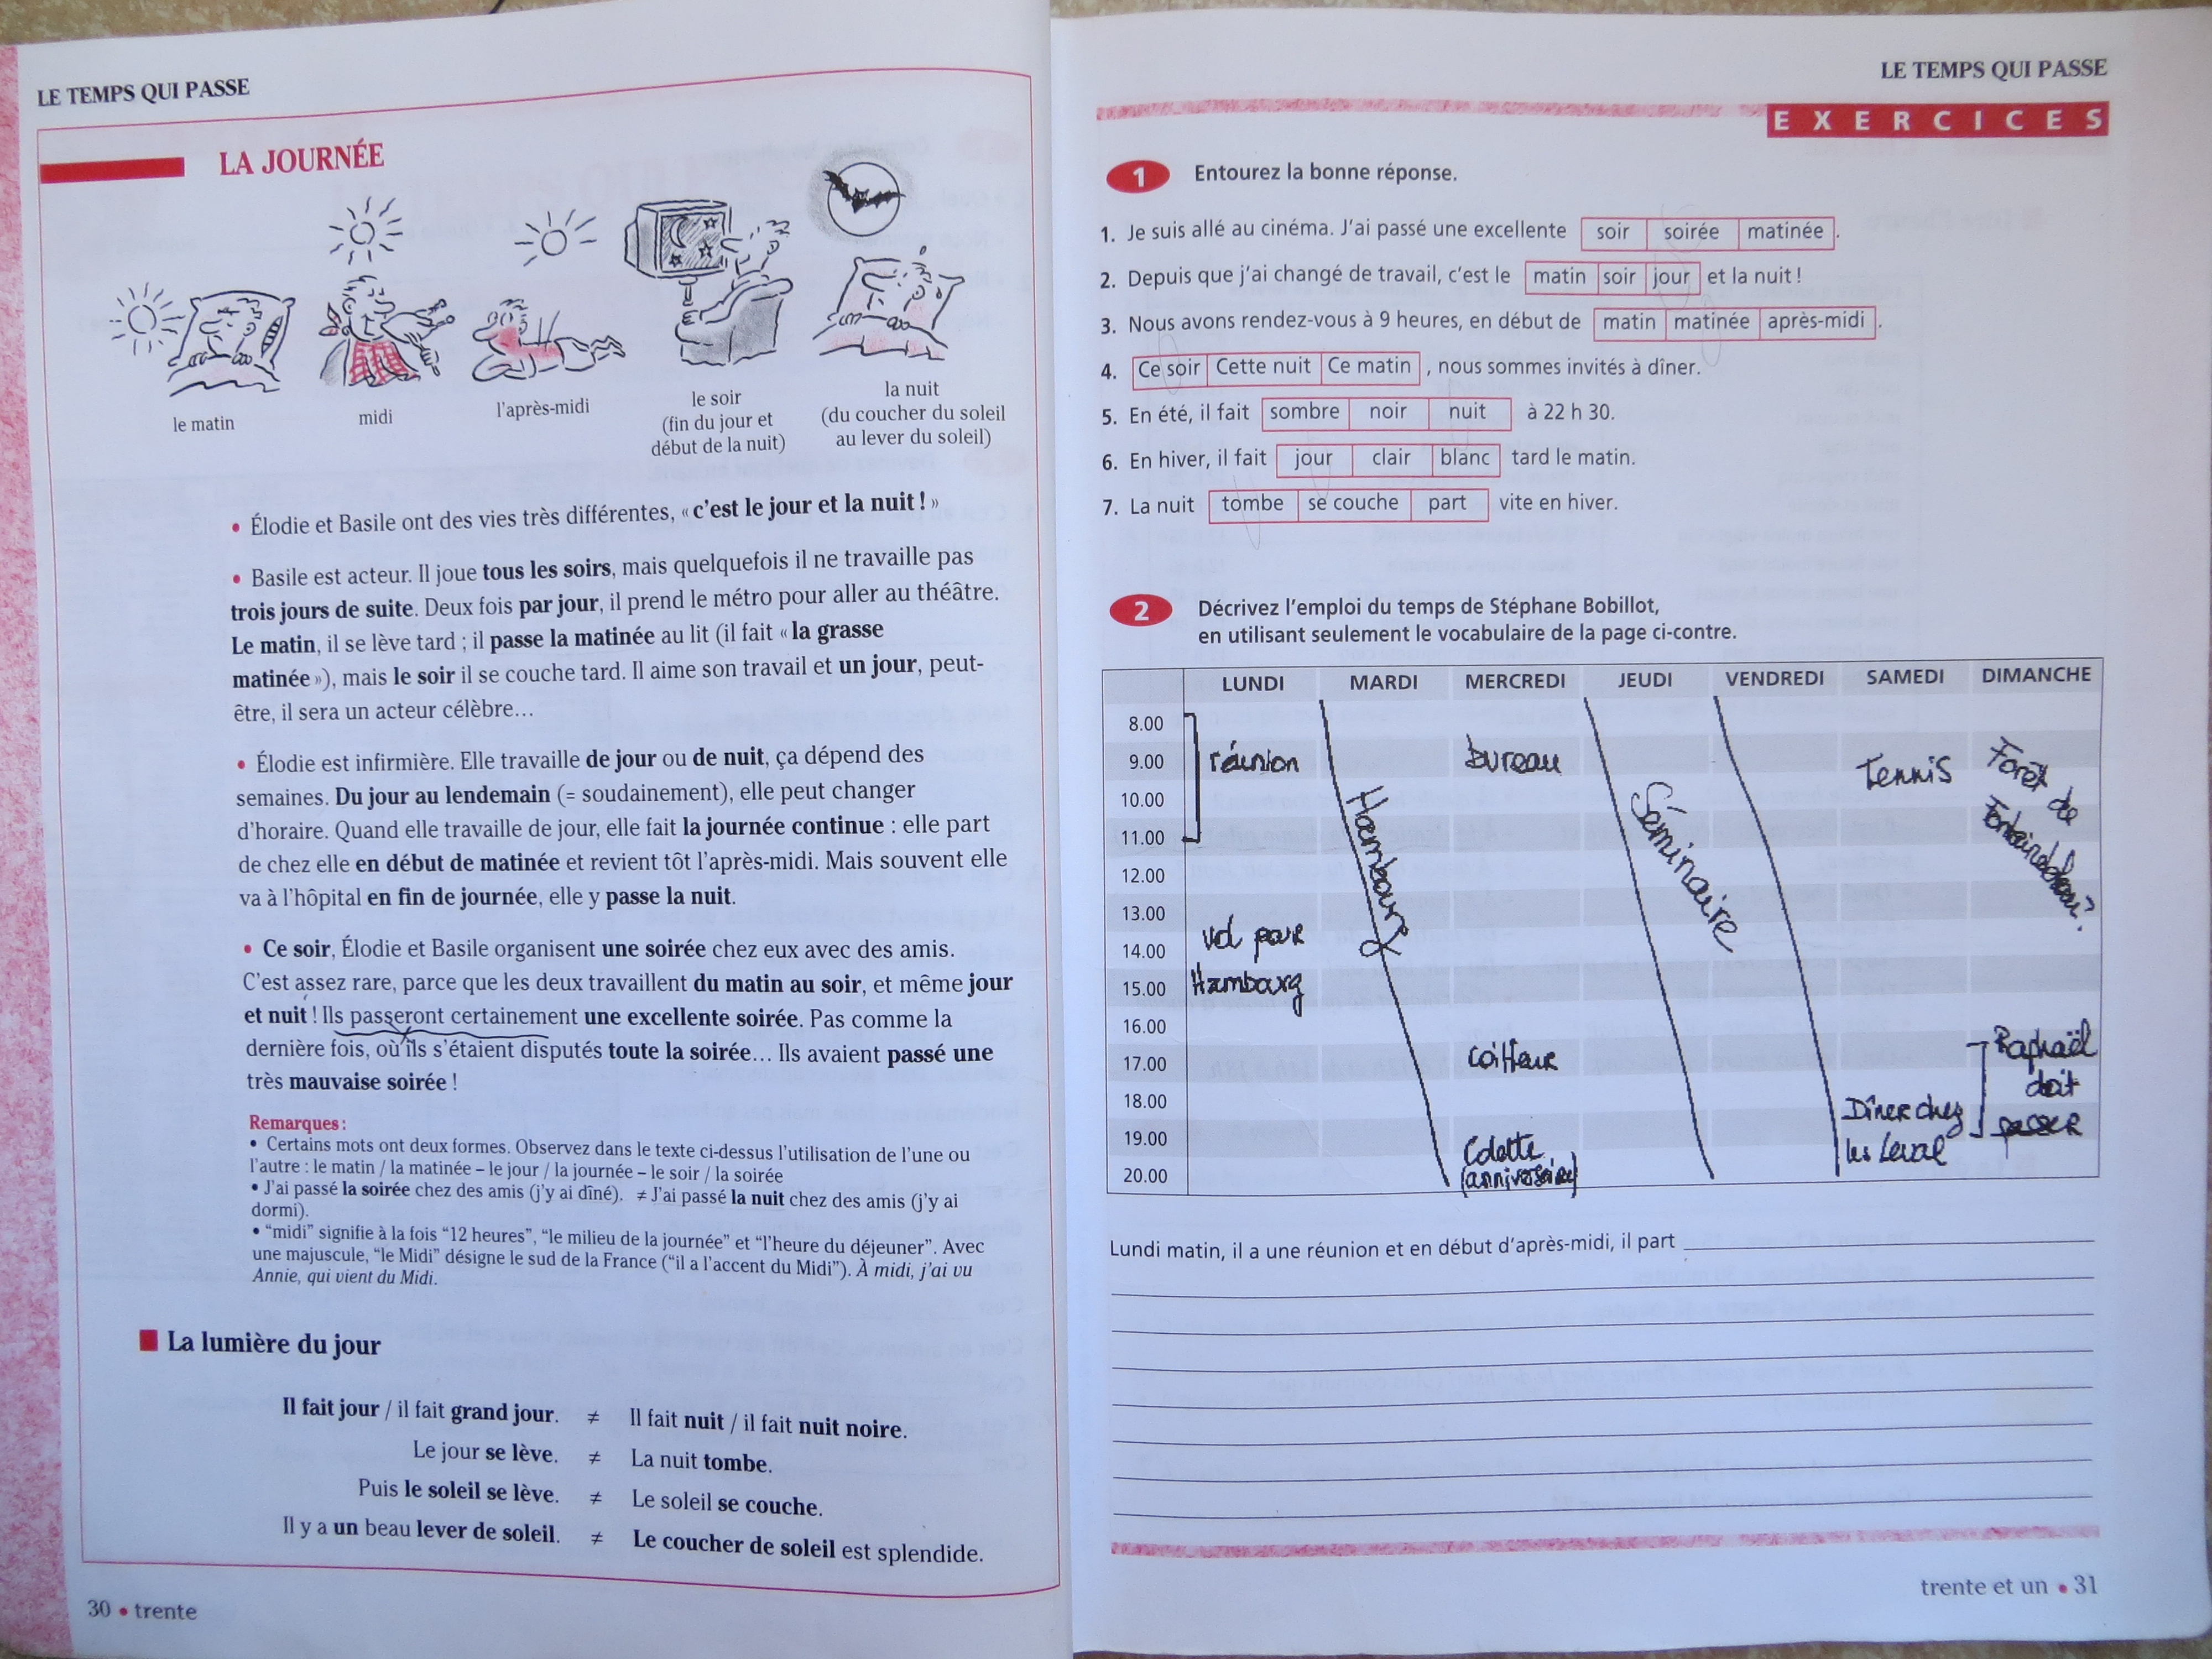 LE TEMPS QUI PASSE
LA JOURNÉE
le matin
midi
l'après-midi
le soir
(fin du jour et
début de la nuit)
la nuit
(du coucher du soleil
au lever du soleil)
• Élodie et Basile ont des vies très différentes, « c'est le jour et la nuit ! »
• Basile est acteur. Il joue tous les soirs, mais quelquefois il ne travaille pas
trois jours de suite. Deux fois par jour, il prend le métro pour aller au théâtre.
Le matin, il se lève tard ; il passe la matinée au lit (il fait « la grasse
matinée »), mais le soir il se couche tard. Il aime son travail et un jour, peut-
être, il sera un acteur célèbre...
• Élodie est infirmière. Elle travaille de jour ou de nuit, ça dépend des
semaines. Du jour au lendemain (= soudainement), elle peut changer
d'horaire. Quand elle travaille de jour, elle fait la journée continue : elle part
de chez elle en début de matinée et revient tôt l'après-midi. Mais souvent elle
va à l'hôpital en fin de journée, elle y passe la nuit.
• Ce soir, Élodie et Basile organisent une soirée chez eux avec des amis.
C'est assez rare, parce que les deux travaillent du matin au soir, et même jour
et nuit ! Ils passeront certainement une excellente soirée. Pas comme la
dernière fois, où ils s'étaient disputés toute la soirée... Ils avaient passé une
très mauvaise soirée !
Remarques :
• Certains mots ont deux formes. Observez dans le texte ci-dessus l'utilisation de l'une ou
l'autre : le matin / la matinée – le jour / la journée – le soir / la soirée
• J'ai passé la soirée chez des amis (j'y ai dîné). ≠ J'ai passé la nuit chez des amis (j'y ai
dormi).
• “midi” signifie à la fois “12 heures”, “le milieu de la journée” et “l'heure du déjeuner”. Avec
une majuscule, “le Midi” désigne le sud de la France (“il a l'accent du Midi”). À midi, j'ai vu
Annie, qui vient du Midi.
La lumière du jour
Il fait jour / il fait grand jour. ≠ Il fait nuit / il fait nuit noire.
Le jour se lève. ≠ La nuit tombe.
Puis le soleil se lève. ≠ Le soleil se couche.
Il y a un beau lever de soleil. ≠ Le coucher de soleil est splendide.
30 • trente
LE TEMPS QUI PASSE
EXERCICES
1 Entourez la bonne réponse.
1. Je suis allé au cinéma. J'ai passé une excellente soir soirée matinée .
2. Depuis que j'ai changé de travail, c'est le matin soir jour et la nuit !
3. Nous avons rendez-vous à 9 heures, en début de matin matinée après-midi .
4. Ce soir Cette nuit Ce matin , nous sommes invités à dîner.
5. En été, il fait sombre noir nuit à 22 h 30.
6. En hiver, il fait jour clair blanc tard le matin.
7. La nuit tombe se couche part vite en hiver.
2 Décrivez l'emploi du temps de Stéphane Bobillot,
en utilisant seulement le vocabulaire de la page ci-contre.
LUNDI MARDI MERCREDI JEUDI VENDREDI SAMEDI DIMANCHE
8.00
9.00
10.00
11.00
12.00
13.00
14.00
15.00
16.00
17.00
18.00
19.00
20.00
réunion
vol pour
Hambourg
Hambourg
bureau
coiffeur
Colette
(anniversaire)
Séminaire
Tennis
Dîner chez
les Leval
Forêt de
Fontainebleau?
Raphaël
doit
passer
Lundi matin, il a une réunion et en début d'après-midi, il part
trente et un • 31